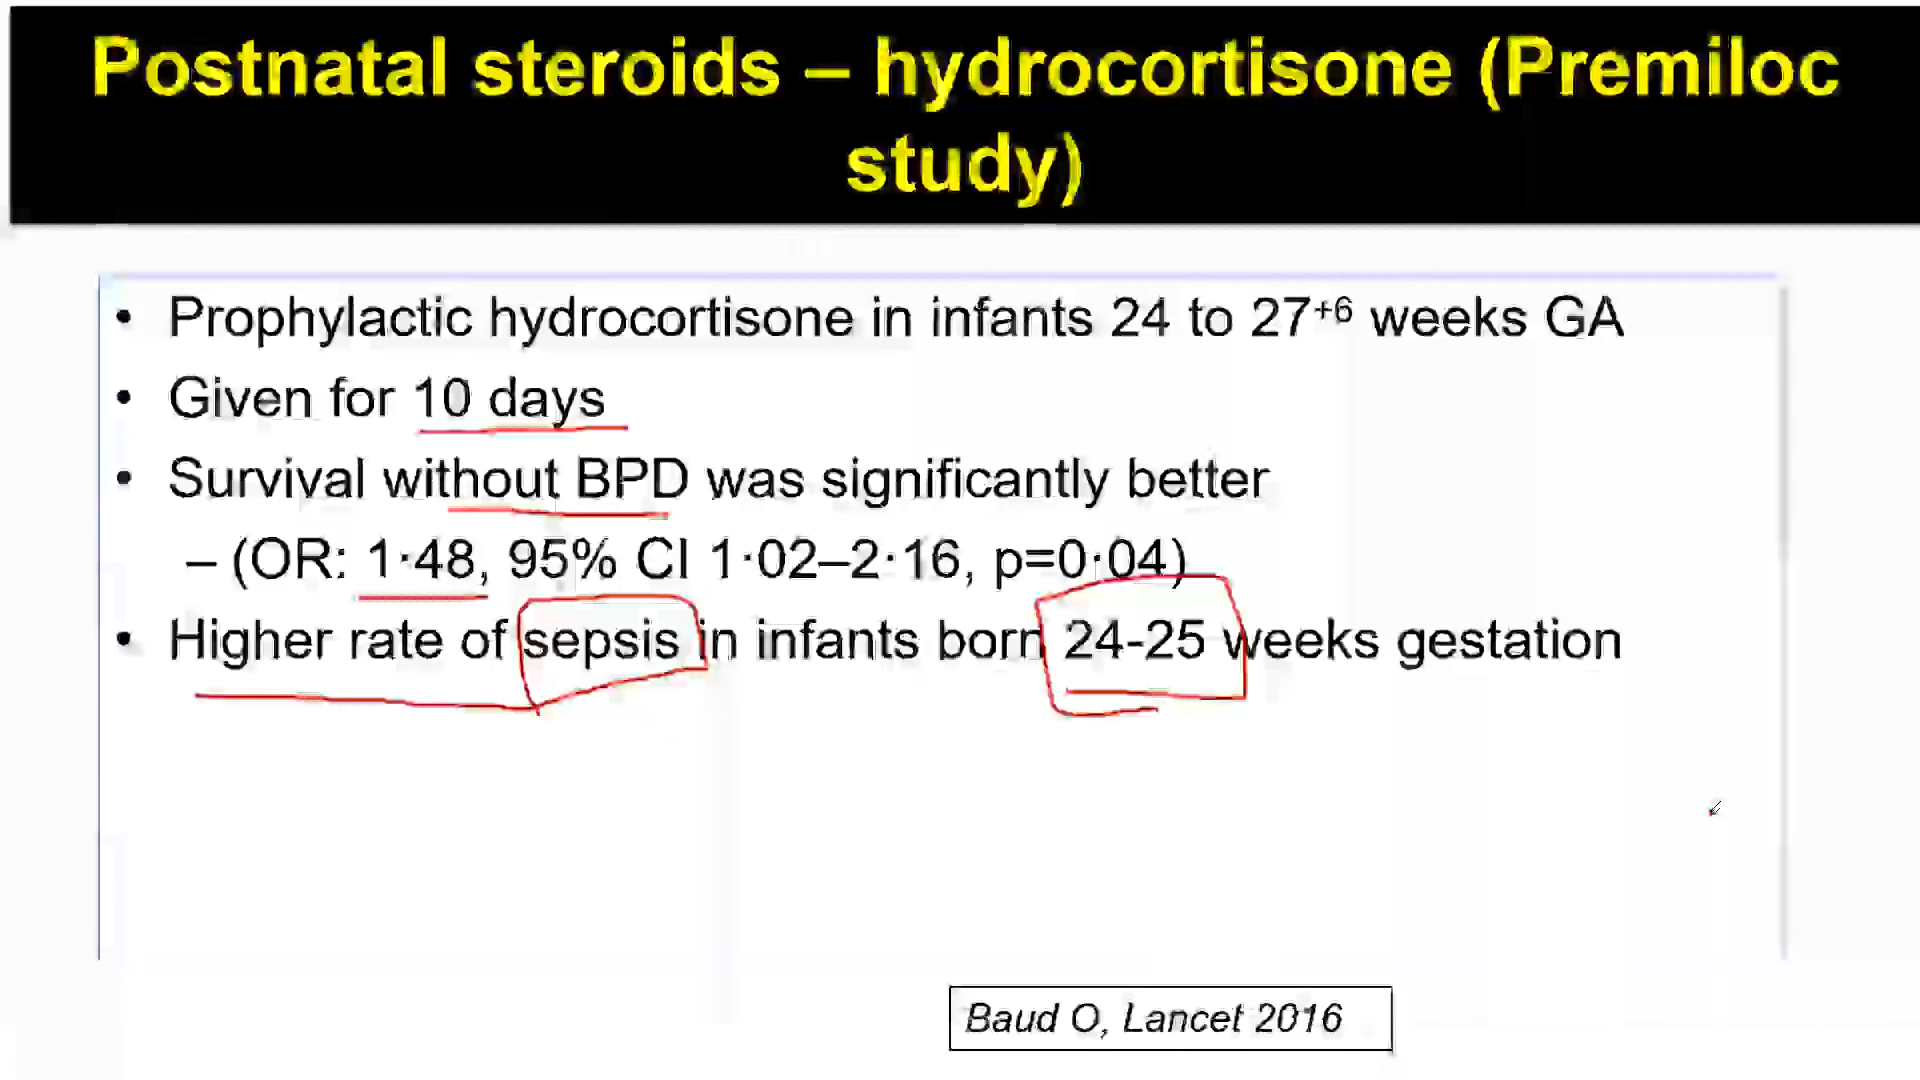 Postnatal steroids – hydrocortisone (Premiloc
study)
• Prophylactic hydrocortisone in infants 24 to 27⁺⁶ weeks GA
• Given for 10 days
• Survival without BPD was significantly better
– (OR: 1·48, 95% CI 1·02–2·16, p=0·04)
• Higher rate of sepsis in infants born 24-25 weeks gestation
Baud O, Lancet 2016